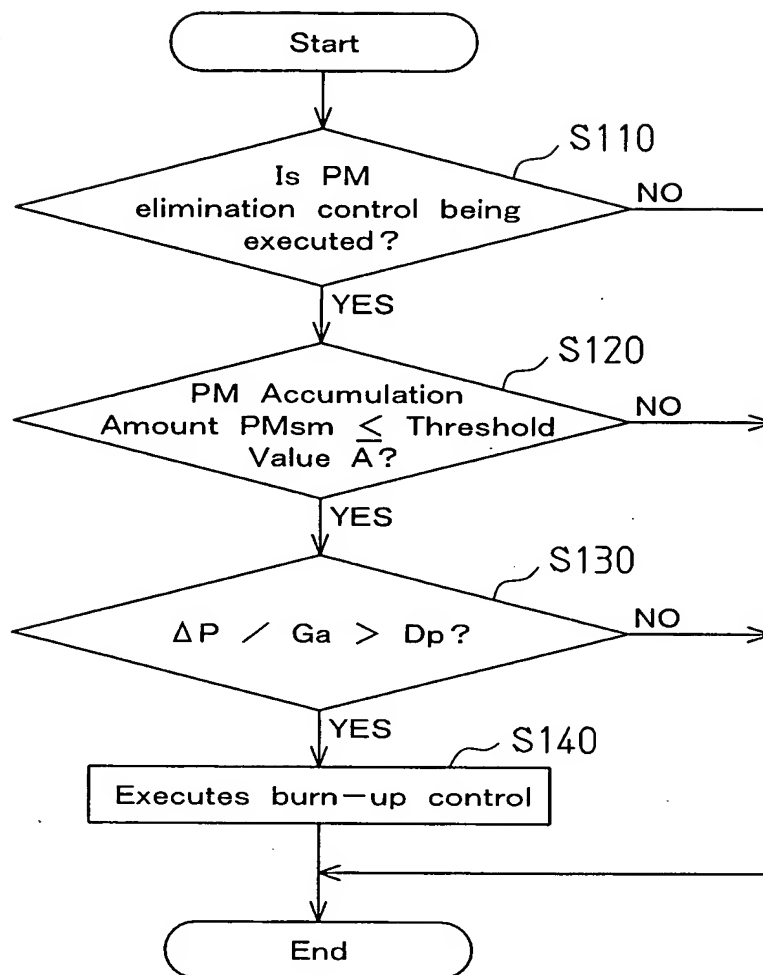 Start
S110
Is PM
elimination control being
executed?
NO
YES
S120
PM Accumulation
Amount PMsm ≤ Threshold
Value A?
NO
YES
S130
ΔP / Ga > Dp?
NO
YES
S140
Executes burn-up control
End